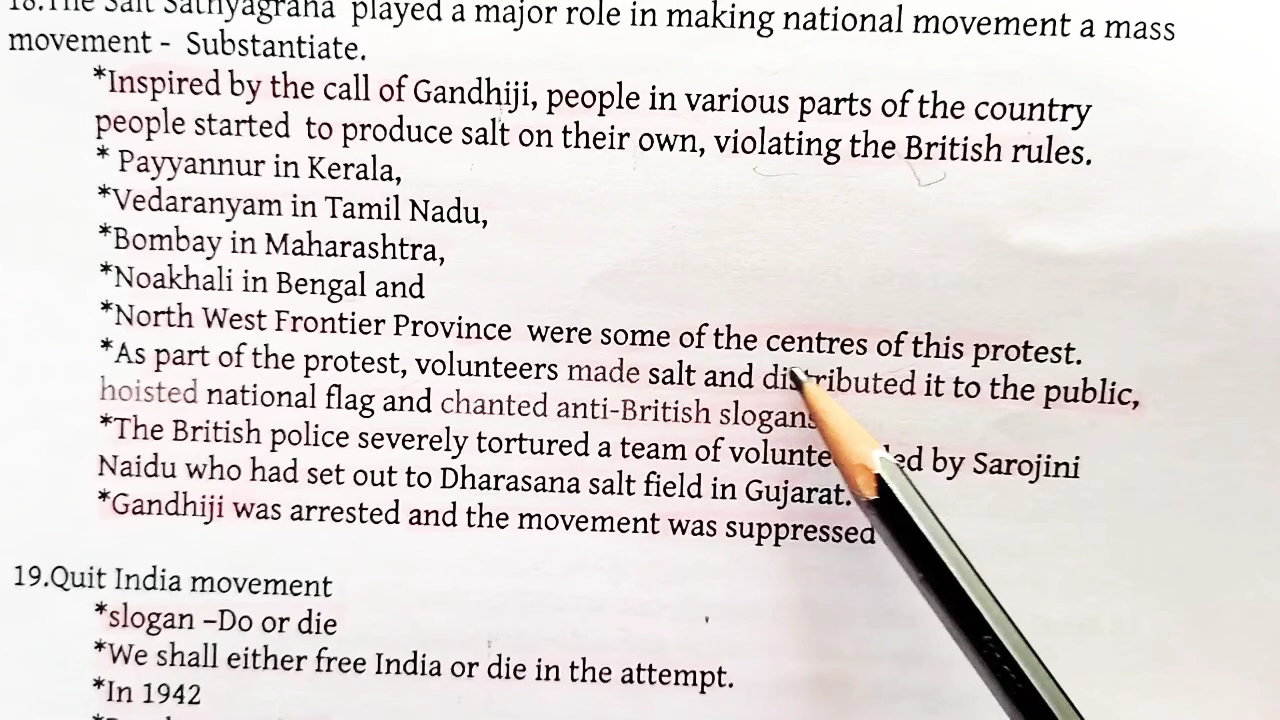 18.The Salt Sathyagraha played a major role in making national movement a mass
movement - Substantiate.
*Inspired by the call of Gandhiji, people in various parts of the country
people started to produce salt on their own, violating the British rules.
* Payyannur in Kerala,
*Vedaranyam in Tamil Nadu,
*Bombay in Maharashtra,
*Noakhali in Bengal and
*North West Frontier Province were some of the centres of this protest.
*As part of the protest, volunteers made salt and distributed it to the public,
hoisted national flag and chanted anti-British slogans
*The British police severely tortured a team of volunteers led by Sarojini
Naidu who had set out to Dharasana salt field in Gujarat.
*Gandhiji was arrested and the movement was suppressed
19.Quit India movement
*slogan –Do or die
*We shall either free India or die in the attempt.
*In 1942